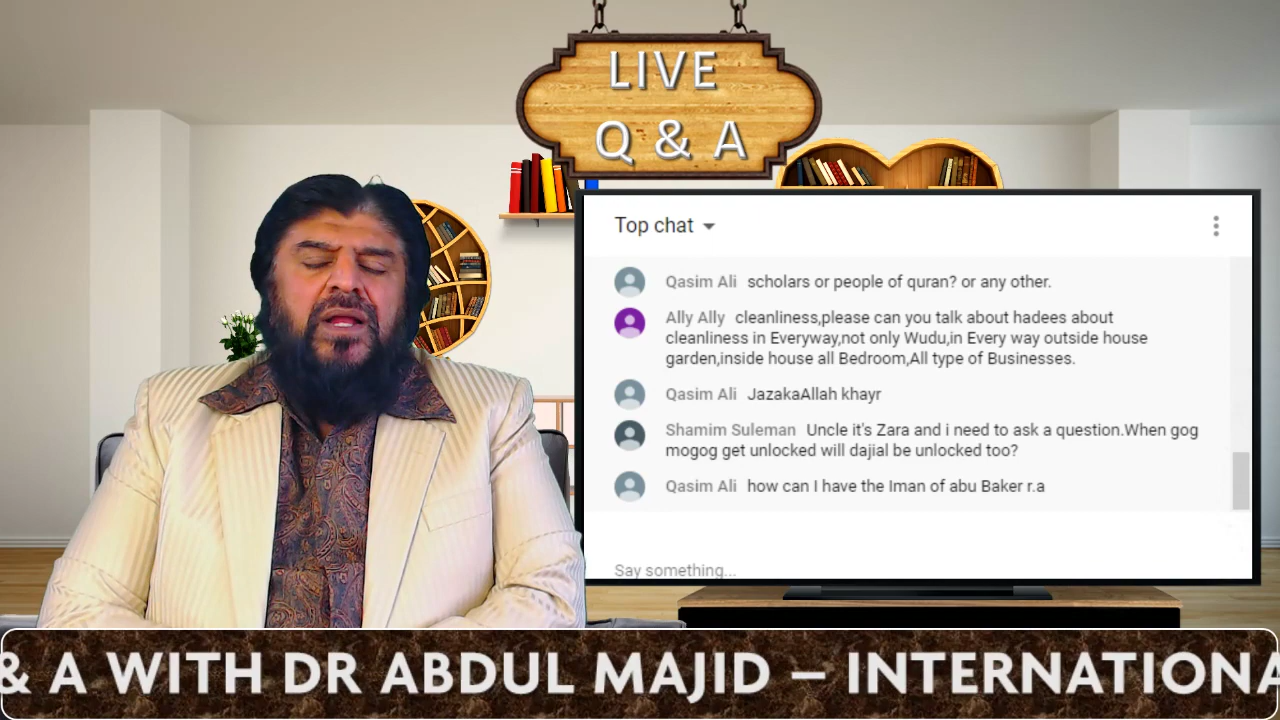 LIVE
Q & A
Top chat
Qasim Ali scholars or people of quran? or any other.
Ally Ally cleanliness,please can you talk about hadees about
cleanliness in Everyway,not only Wudu,in Every way outside house
garden,inside house all Bedroom,All type of Businesses.
Qasim Ali JazakaAllah khayr
Shamim Suleman Uncle it's Zara and i need to ask a question.When gog
mogog get unlocked will dajial be unlocked too?
Qasim Ali how can I have the Iman of abu Baker r.a
Say something...
& A WITH DR ABDUL MAJID – INTERNATIONA